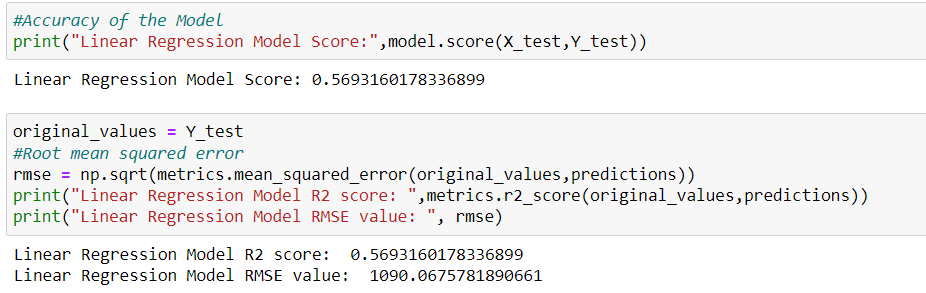 #Accuracy of the Model
print("Linear Regression Model Score:",model.score(X_test,Y_test))
Linear Regression Model Score: 0.5693160178336899
original_values = Y_test
#Root mean squared error
rmse = np.sqrt(metrics.mean_squared_error(original_values,predictions))
print("Linear Regression Model R2 score: ",metrics.r2_score(original_values,predictions))
print("Linear Regression Model RMSE value: ", rmse)
Linear Regression Model R2 score:  0.5693160178336899
Linear Regression Model RMSE value:  1090.0675781890661